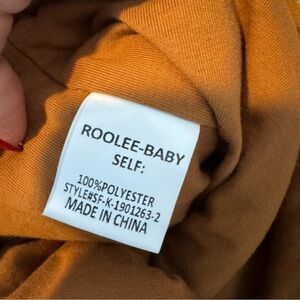 ROOLEE-BABY
SELF:
100%POLYESTER
STYLE#SF-K-1901263-2
MADE IN CHINA